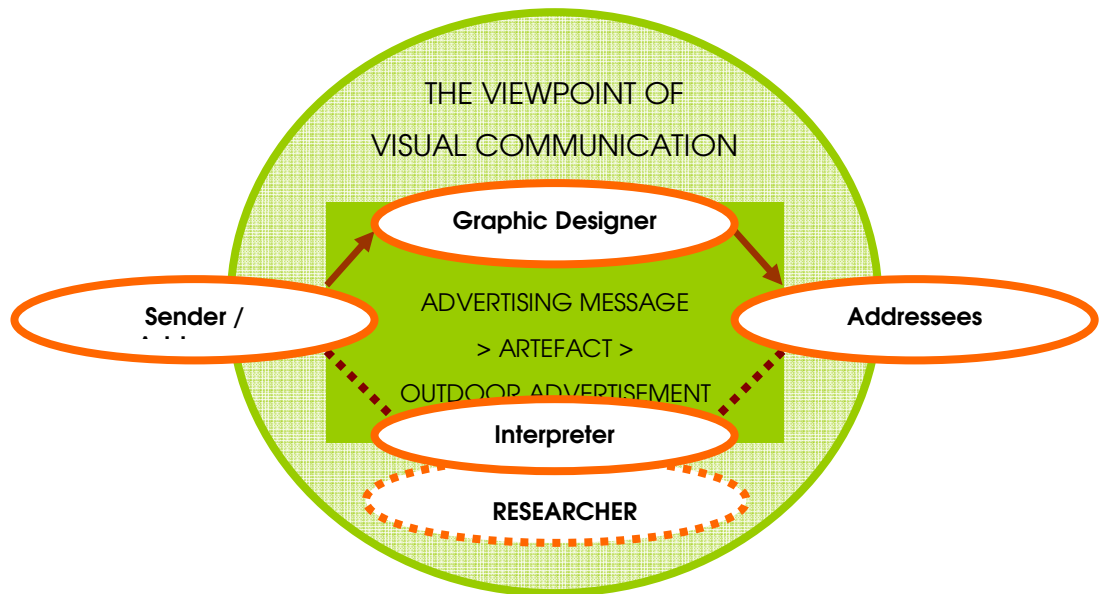 THE VIEWPOINT OF
VISUAL COMMUNICATION
Graphic Designer
Sender /
ADVERTISING MESSAGE
> ARTEFACT >
OUTDOOR ADVERTISEMENT
Addressees
Interpreter
RESEARCHER